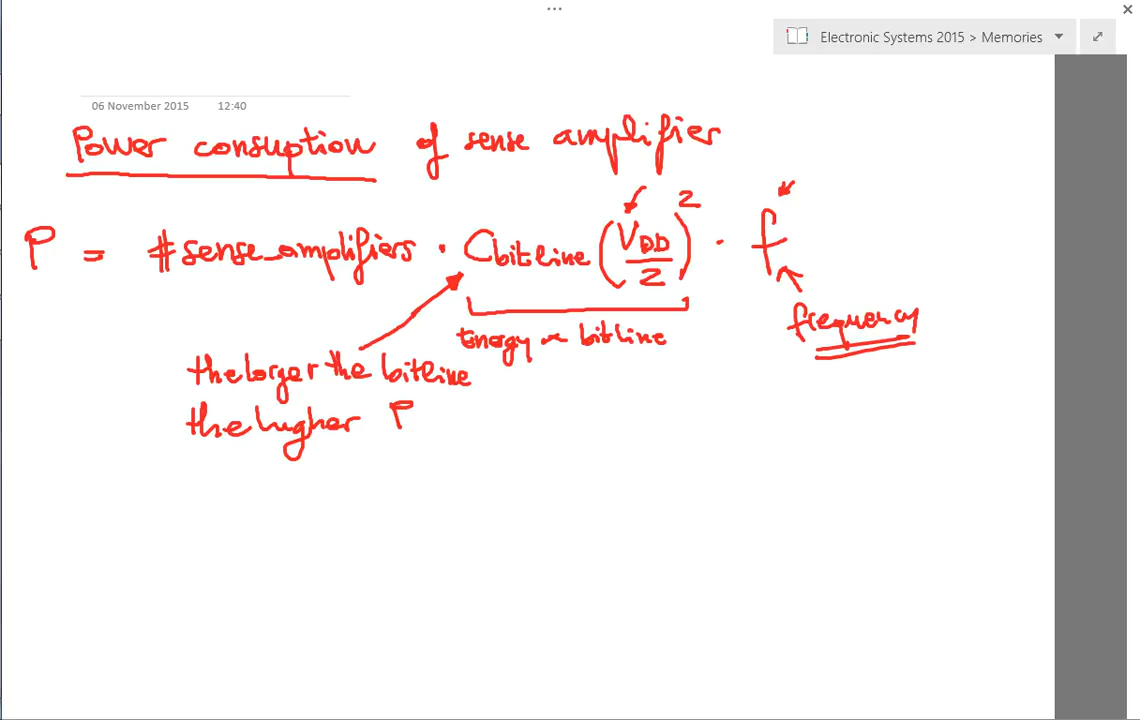 Electronic Systems 2015 > Memories
06 November 2015 12:40
Power consuption of sense amplifier
P = #sense_amplifiers · Cbitline (VDD/2)² · f
Energy ∝ bitline
frequency
the larger the bitline
the higher P